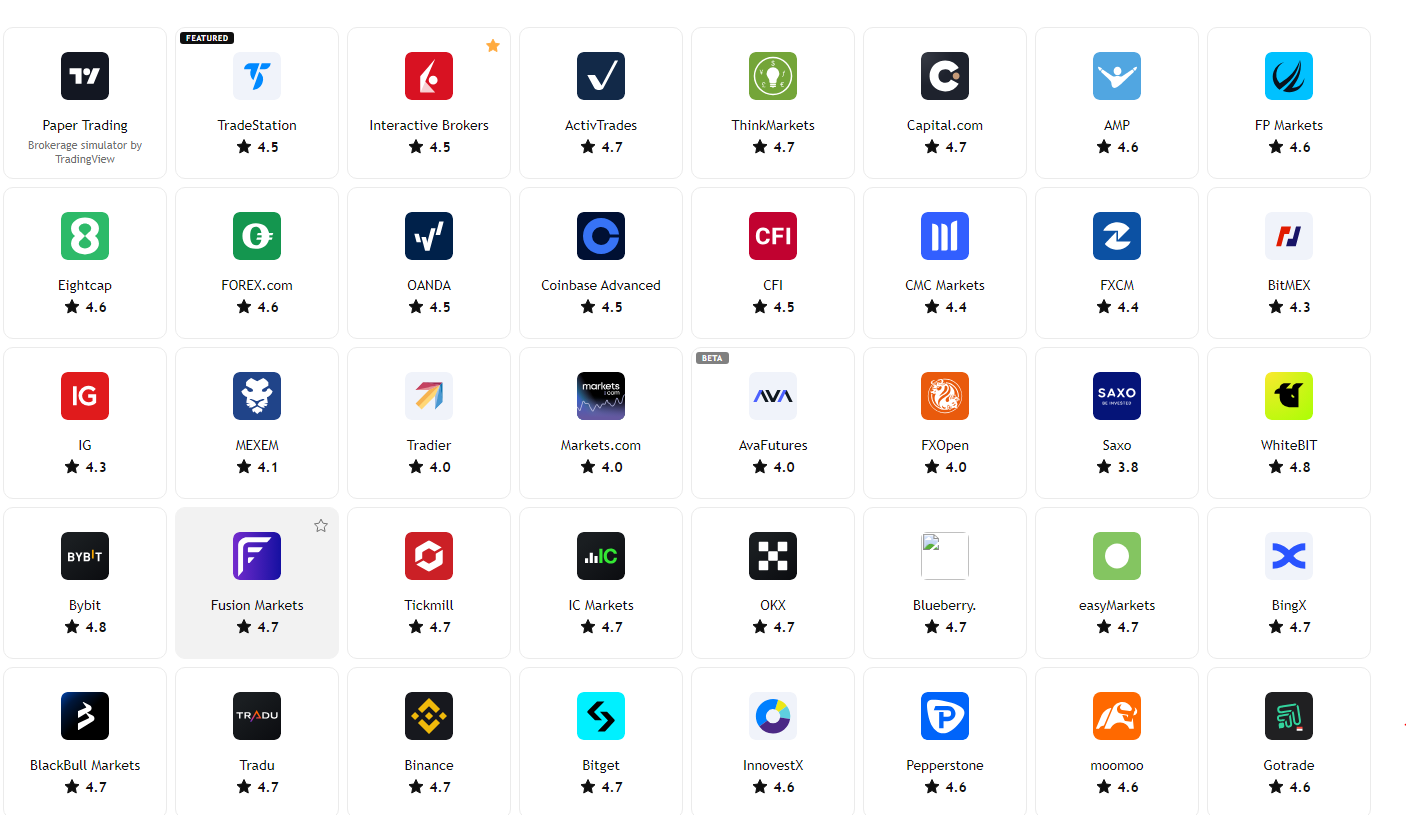 FEATURED
Paper Trading
Brokerage simulator by
TradingView
TradeStation
4.5
Interactive Brokers
4.5
ActivTrades
4.7
ThinkMarkets
4.7
Capital.com
4.7
AMP
4.6
FP Markets
4.6
Eightcap
4.6
FOREX.com
4.6
OANDA
4.5
Coinbase Advanced
4.5
CFI
CFI
4.5
CMC Markets
4.4
FXCM
4.4
BitMEX
4.3
IG
IG
4.3
MEXEM
4.1
Tradier
4.0
markets
.com
Markets.com
4.0
BETA
AVA
AvaFutures
4.0
FXOpen
4.0
SAXO
BE INVESTED
Saxo
3.8
WhiteBIT
4.8
BYBIT
Bybit
4.8
Fusion Markets
4.7
Tickmill
4.7
IC
IC Markets
4.7
OKX
4.7
Blueberry.
4.7
easyMarkets
4.7
BingX
4.7
BlackBull Markets
4.7
TRADU
Tradu
4.7
Binance
4.7
Bitget
4.7
InnovestX
4.6
Pepperstone
4.6
moomoo
4.6
Gotrade
4.6